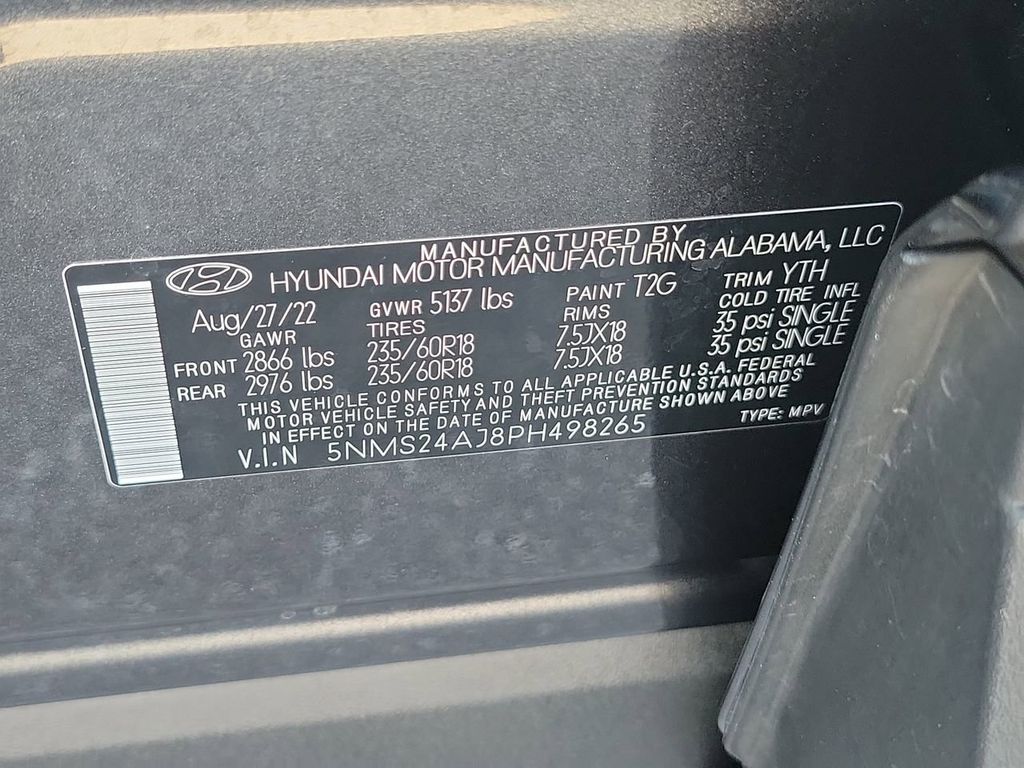 MANUFACTURED BY
HYUNDAI MOTOR MANUFACTURING ALABAMA, LLC
Aug/27/22 GVWR 5137 lbs PAINT T2G TRIM YTH
GAWR TIRES RIMS COLD TIRE INFL
FRONT 2866 lbs 235/60R18 7.5JX18 35 psi SINGLE
REAR 2976 lbs 235/60R18 7.5JX18 35 psi SINGLE
THIS VEHICLE CONFORMS TO ALL APPLICABLE U.S.A. FEDERAL
MOTOR VEHICLE SAFETY AND THEFT PREVENTION STANDARDS
IN EFFECT ON THE DATE OF MANUFACTURE SHOWN ABOVE
V.I.N 5NMS24AJ8PH498265 TYPE: MPV